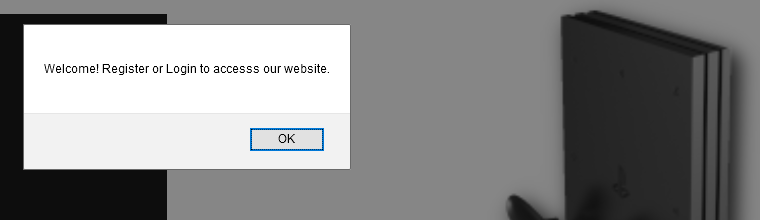 Welcome! Register or Login to accesss our website.
OK